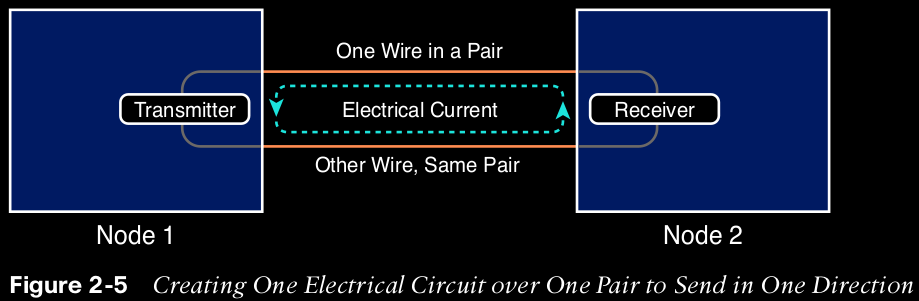 One Wire in a Pair
Transmitter
Electrical Current
Receiver
Other Wire, Same Pair
Node 1
Node 2
Figure 2-5 Creating One Electrical Circuit over One Pair to Send in One Direction